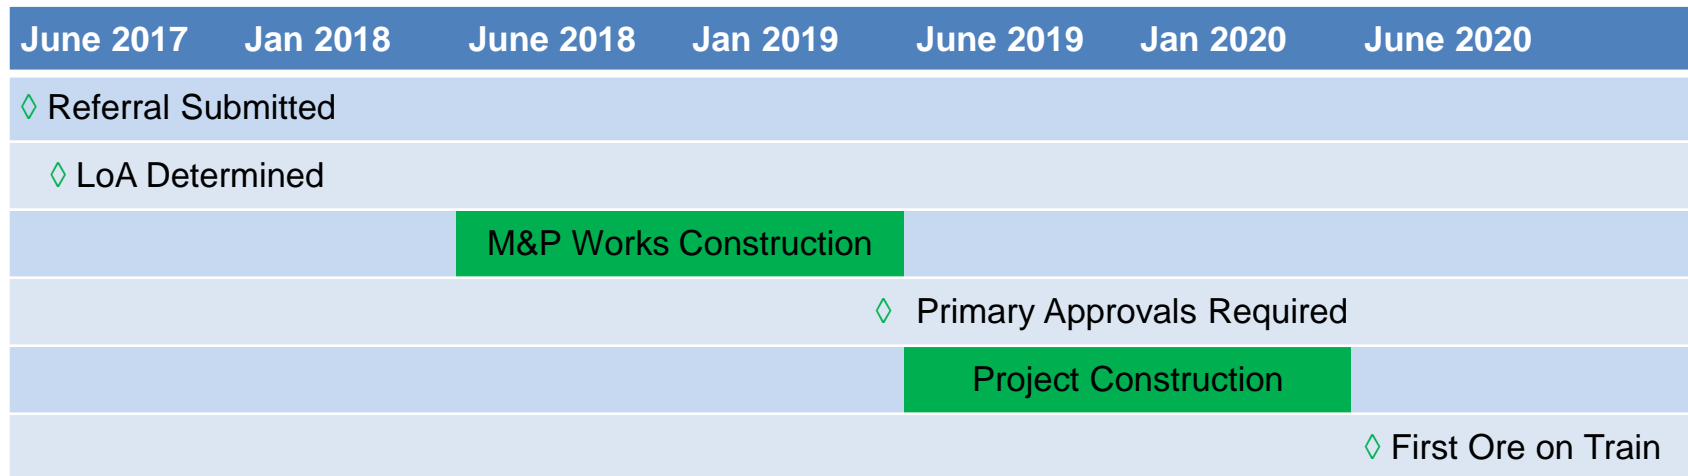 June 2017 Jan 2018 June 2018 Jan 2019 June 2019 Jan 2020 June 2020
◊ Referral Submitted
◊ LoA Determined
M&P Works Construction
◊ Primary Approvals Required
Project Construction
◊ First Ore on Train